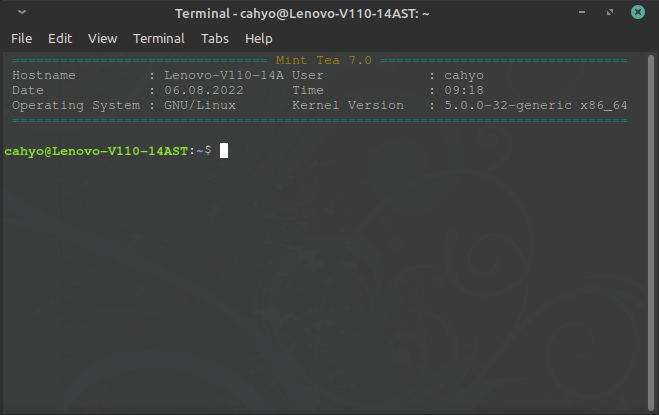 Terminal - cahyo@Lenovo-V110-14AST: ~
File Edit View Terminal Tabs Help
================================ Mint Tea 7.0 ===============================
Hostname : Lenovo-V110-14A User : cahyo
Date : 06.08.2022 Time : 09:18
Operating System : GNU/Linux Kernel Version : 5.0.0-32-generic x86_64
=============================================================================
cahyo@Lenovo-V110-14AST:~$